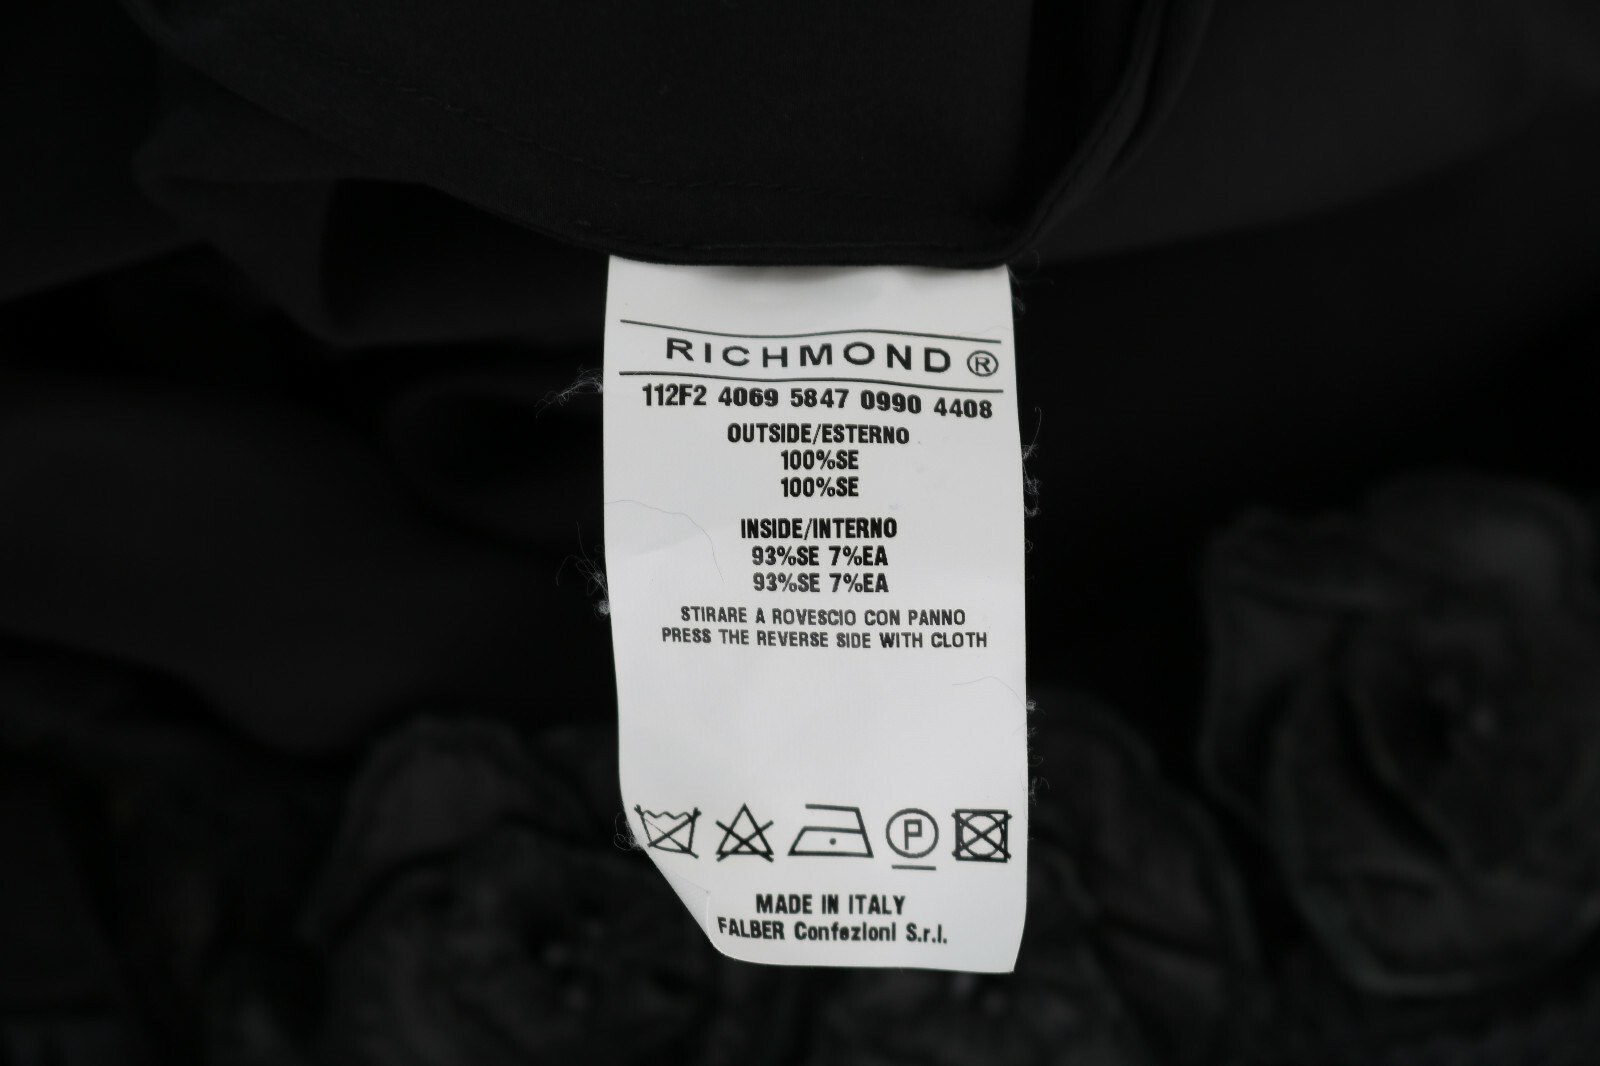 RICHMOND ®
112F2 4069 5847 0990 4408
OUTSIDE/ESTERNO
100%SE
100%SE
INSIDE/INTERNO
93%SE 7%EA
93%SE 7%EA
STIRARE A ROVESCIO CON PANNO
PRESS THE REVERSE SIDE WITH CLOTH
P
MADE IN ITALY
FALBER Confezioni S.r.l.